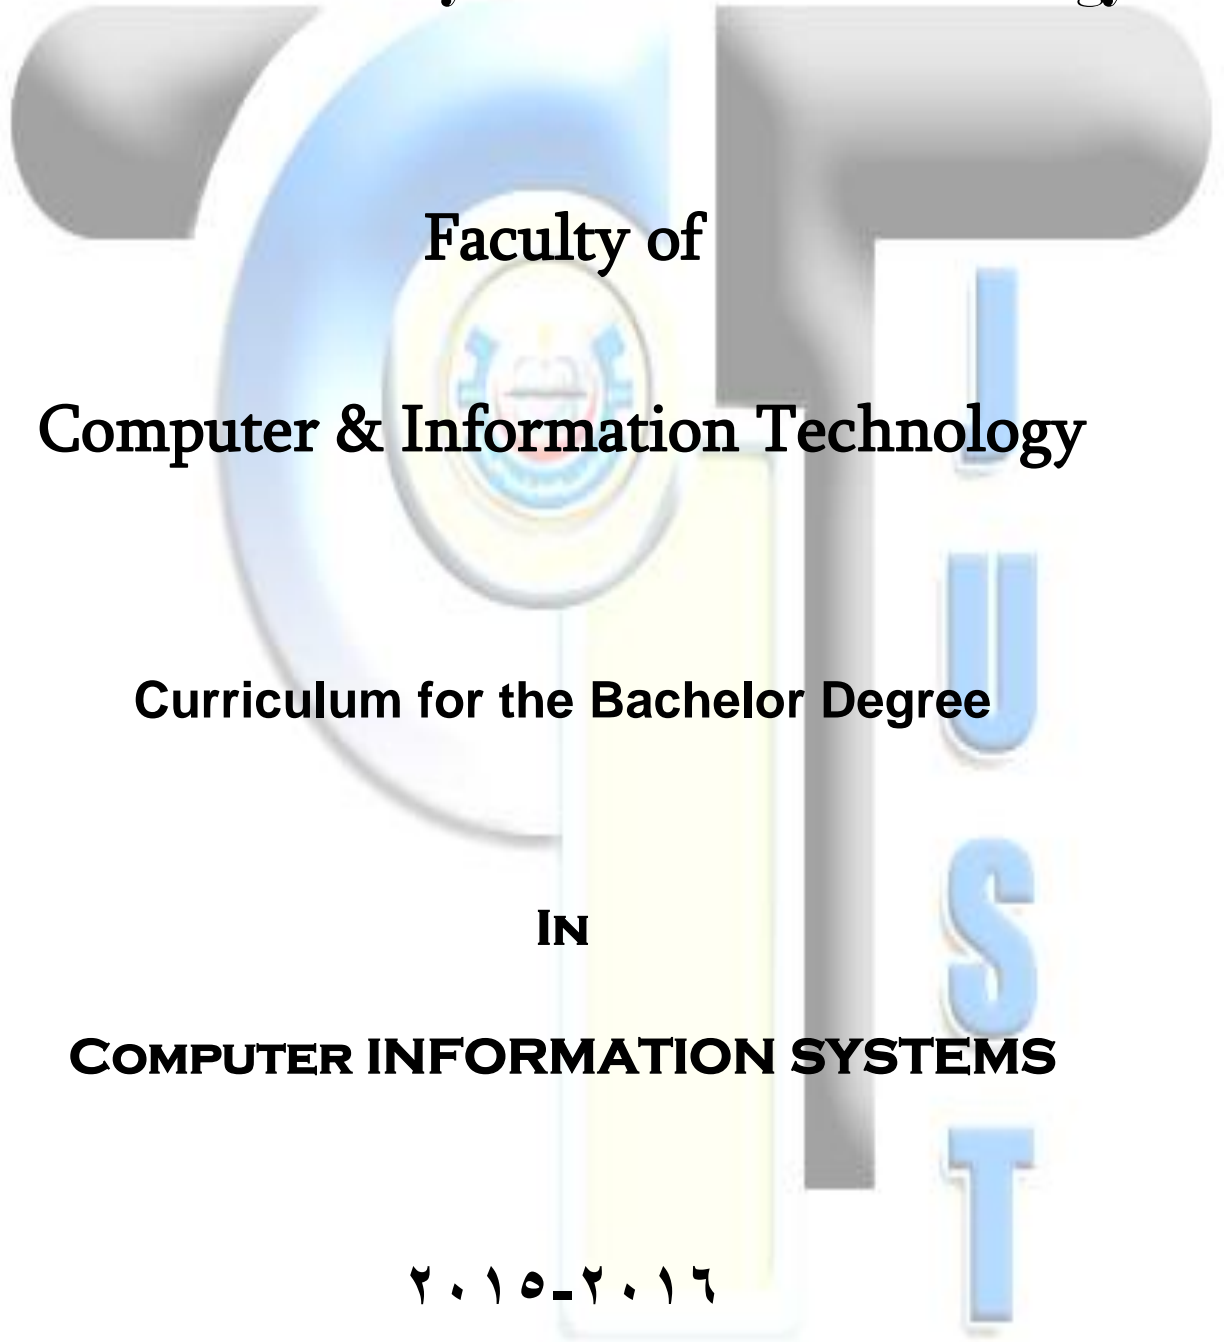 Faculty of
Computer & Information Technology
Curriculum for the Bachelor Degree
IN
COMPUTER INFORMATION SYSTEMS
٢٠١٥-٢٠١٦
J
U
S
T